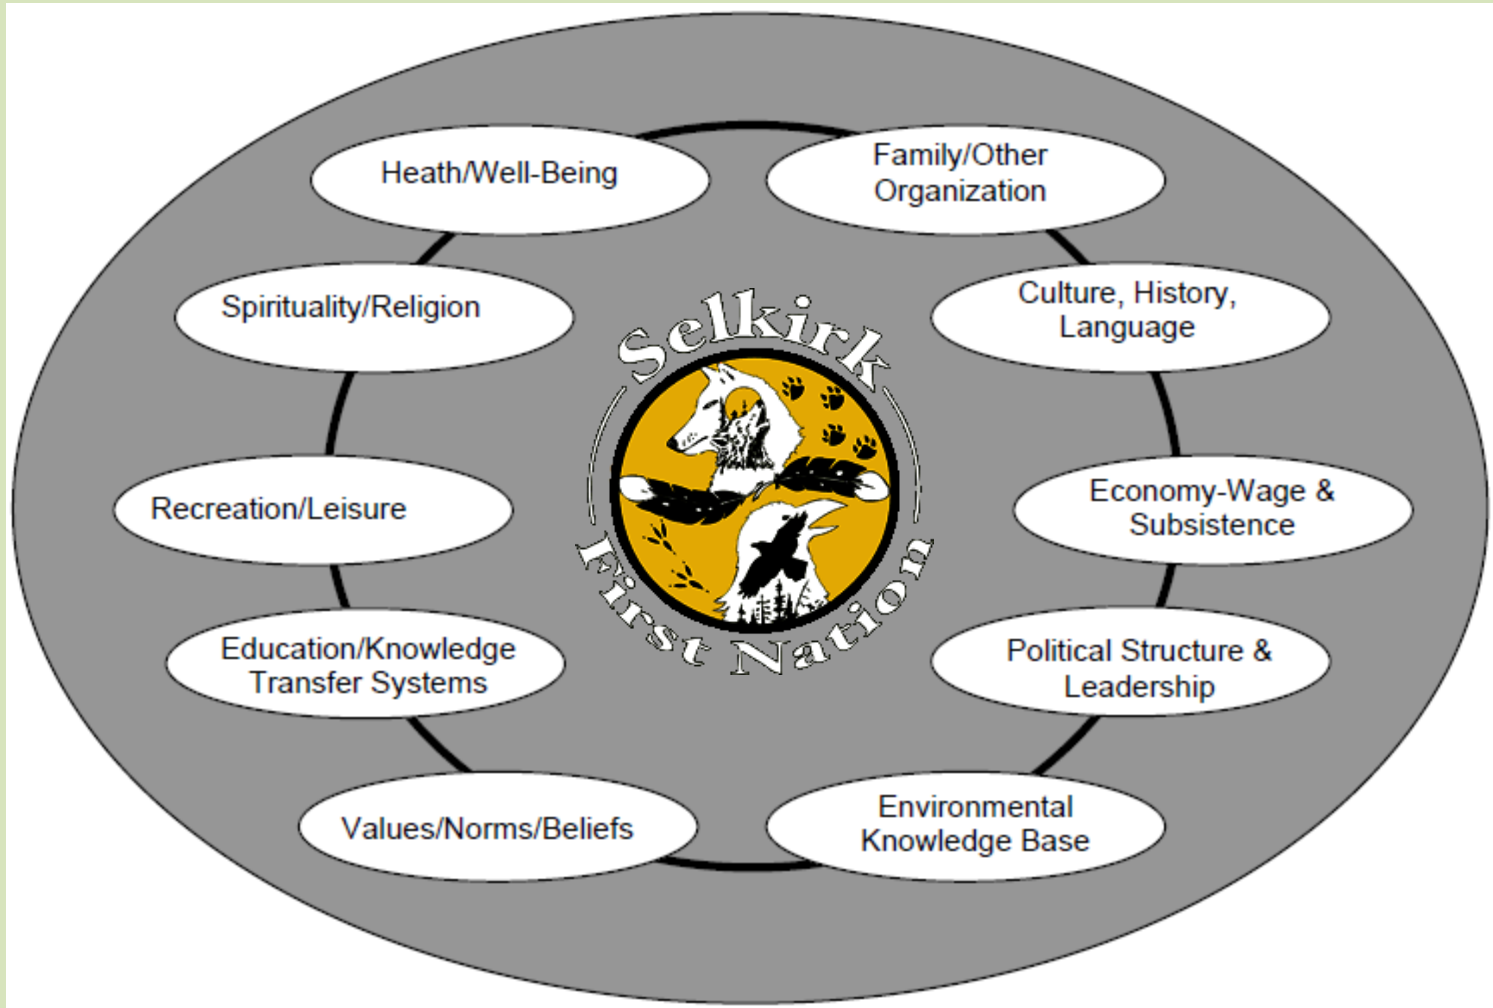 Heath/Well-Being
Family/Other
Organization
Spirituality/Religion
Culture, History,
Language
Selkirk
First Nation
Recreation/Leisure
Economy-Wage &
Subsistence
Education/Knowledge
Transfer Systems
Political Structure &
Leadership
Values/Norms/Beliefs
Environmental
Knowledge Base